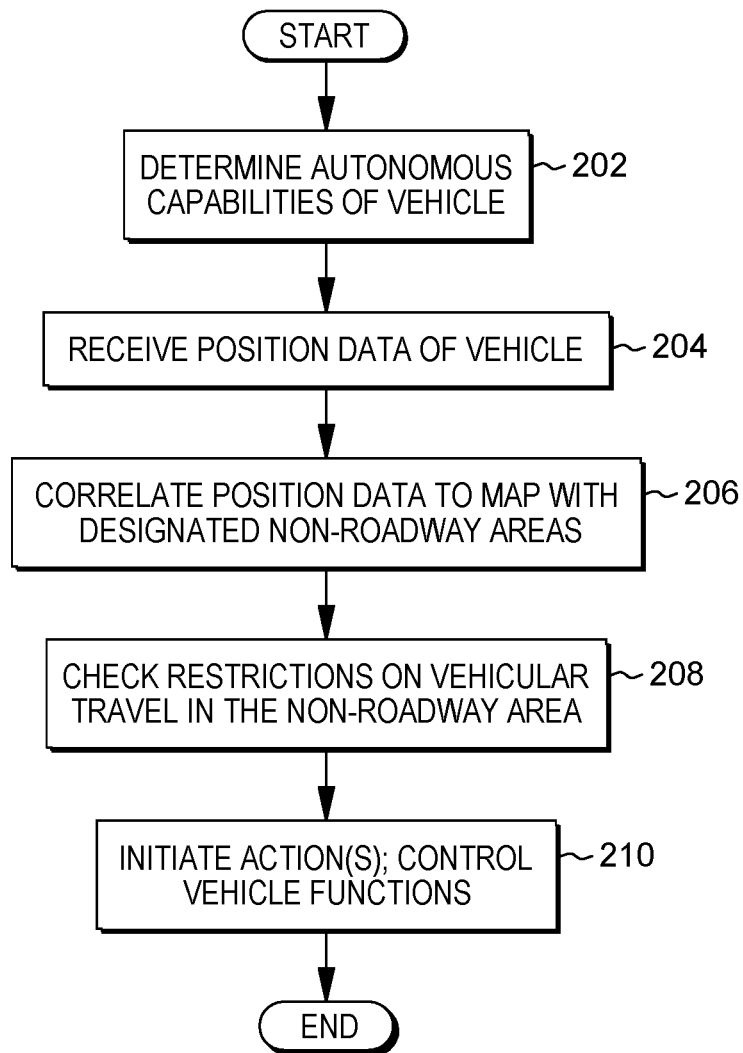 START
DETERMINE AUTONOMOUS
CAPABILITIES OF VEHICLE
202
RECEIVE POSITION DATA OF VEHICLE
204
CORRELATE POSITION DATA TO MAP WITH
DESIGNATED NON-ROADWAY AREAS
206
CHECK RESTRICTIONS ON VEHICULAR
TRAVEL IN THE NON-ROADWAY AREA
208
INITIATE ACTION(S); CONTROL
VEHICLE FUNCTIONS
210
END